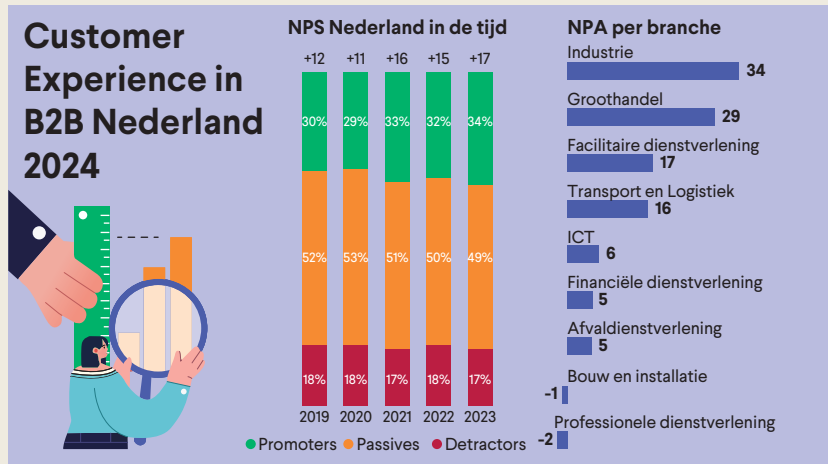 Customer
Experience in
B2B Nederland
2024
NPS Nederland in de tijd
+12 +11 +16 +15 +17
30% 29% 33% 32% 34%
52% 53% 51% 50% 49%
18% 18% 17% 18% 17%
2019 2020 2021 2022 2023
Promoters Passives Detractors
NPA per branche
Industrie
34
Groothandel
29
Facilitaire dienstverlening
17
Transport en Logistiek
16
ICT
6
Financiële dienstverlening
5
Afvaldienstverlening
5
Bouw en installatie
-1
Professionele dienstverlening
-2